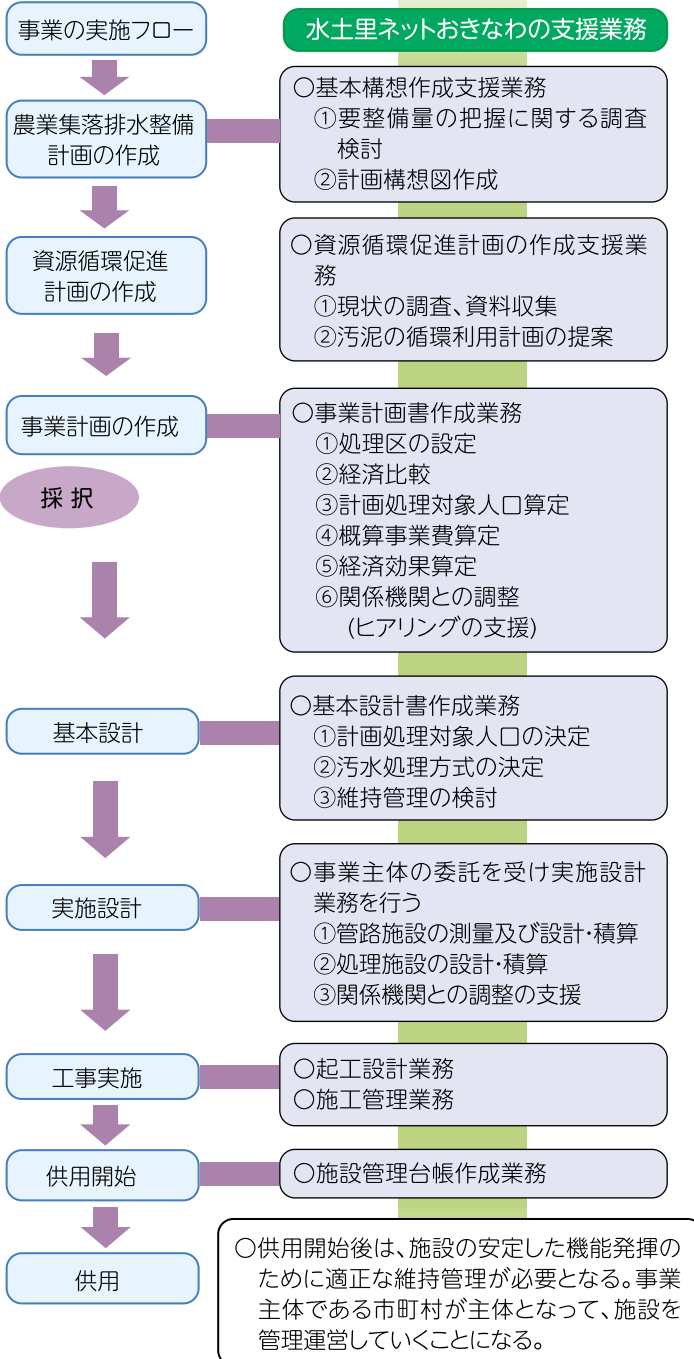 事業の実施フロー
水土里ネットおきなわの支援業務
農業集落排水整備
計画の作成
〇基本構想作成支援業務
①要整備量の把握に関する調査
検討
②計画構想図作成
資源循環促進
計画の作成
〇資源循環促進計画の作成支援業
務
①現状の調査、資料収集
②汚泥の循環利用計画の提案
事業計画の作成
採 択
〇事業計画書作成業務
①処理区の設定
②経済比較
③計画処理対象人口算定
④概算事業費算定
⑤経済効果算定
⑥関係機関との調整
(ヒアリングの支援)
基本設計
〇基本設計書作成業務
①計画処理対象人口の決定
②汚水処理方式の決定
③維持管理の検討
実施設計
〇事業主体の委託を受け実施設計
業務を行う
①管路施設の測量及び設計・積算
②処理施設の設計・積算
③関係機関との調整の支援
工事実施
〇起工設計業務
〇施工管理業務
供用開始
〇施設管理台帳作成業務
供用
〇供用開始後は、施設の安定した機能発揮の
ために適正な維持管理が必要となる。事業
主体である市町村が主体となって、施設を
管理運営していくことになる。